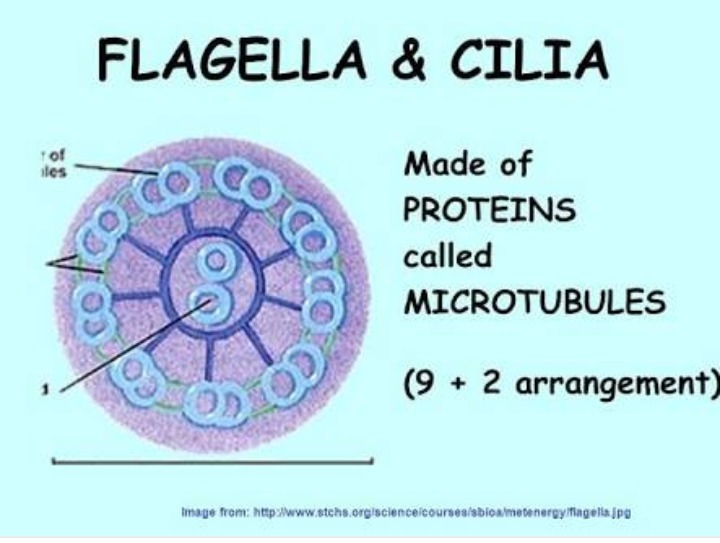 FLAGELLA & CILIA
of
Made of
PROTEINS
called
MICROTUBULES
(9 + 2 arrangement)
Image from: http://www.stchs.org/science/courses/sbioa/metenergy/flagella.jpg